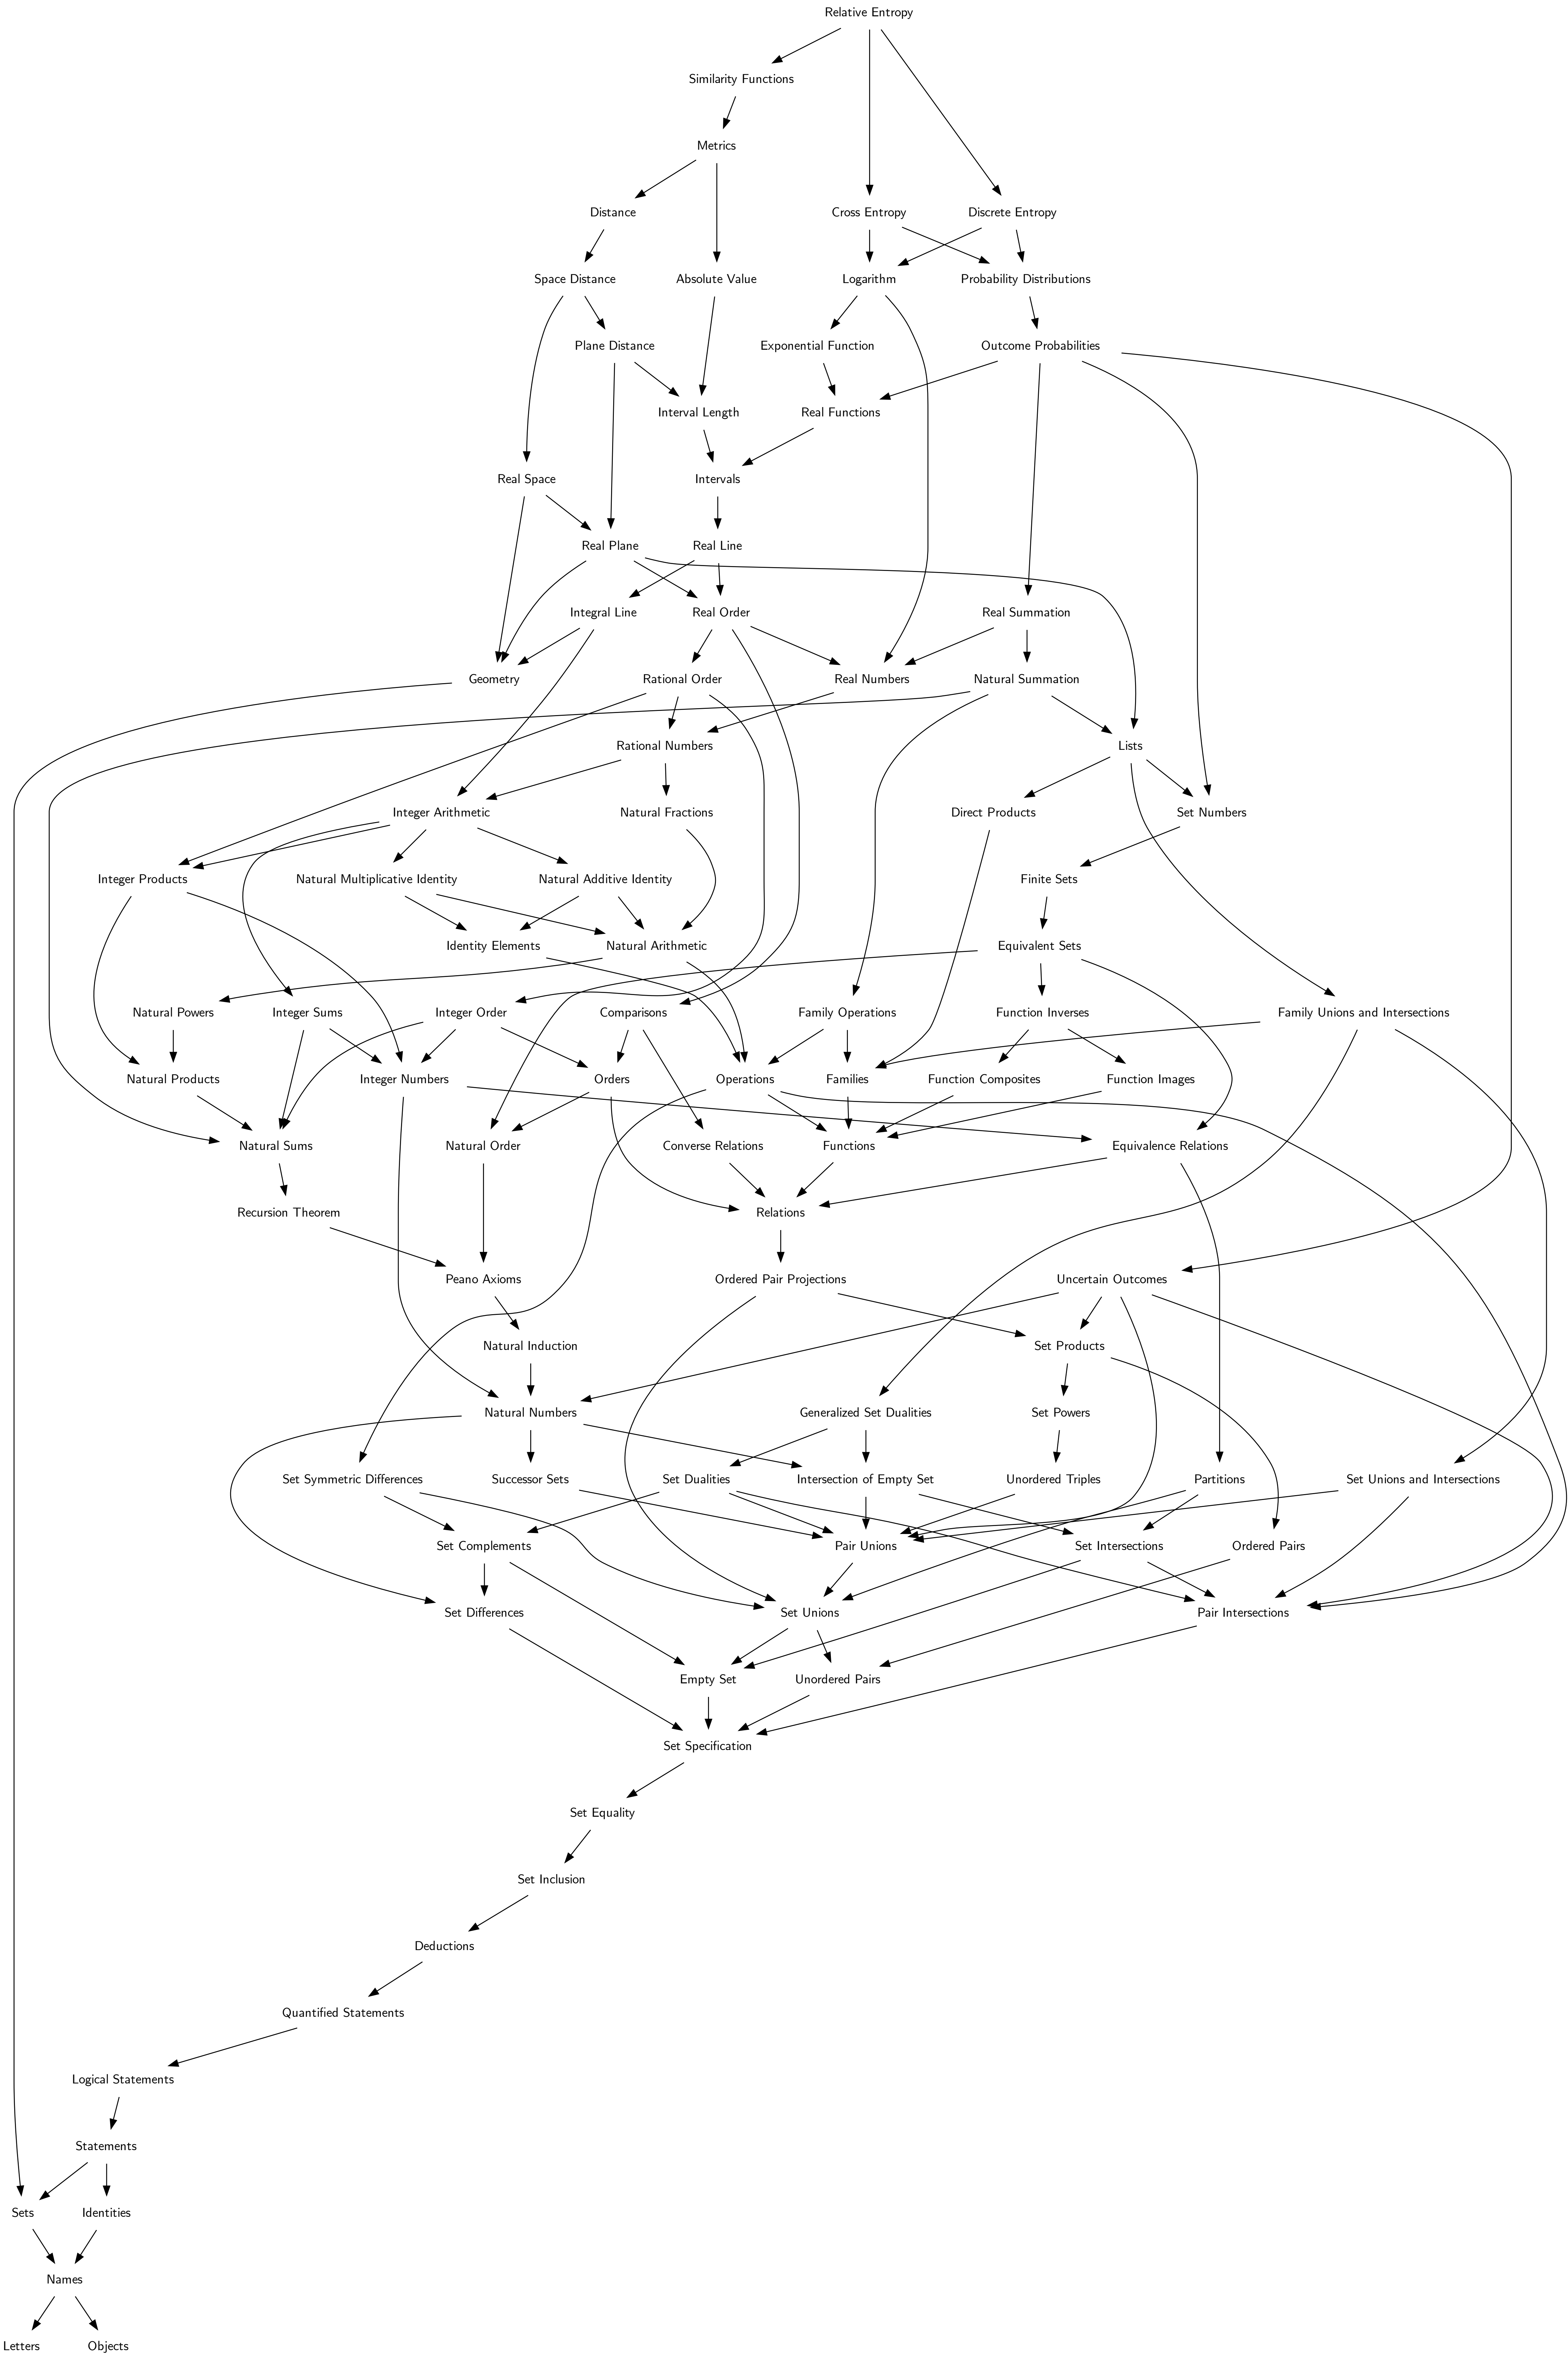 Relative Entropy
Similarity Functions
Metrics
Distance
Cross Entropy
Discrete Entropy
Space Distance
Absolute Value
Logarithm
Probability Distributions
Plane Distance
Exponential Function
Outcome Probabilities
Interval Length
Real Functions
Real Space
Intervals
Real Plane
Real Line
Integral Line
Real Order
Real Summation
Geometry
Rational Order
Real Numbers
Natural Summation
Rational Numbers
Lists
Integer Arithmetic
Natural Fractions
Direct Products
Set Numbers
Integer Products
Natural Multiplicative Identity
Natural Additive Identity
Finite Sets
Identity Elements
Natural Arithmetic
Equivalent Sets
Natural Powers
Integer Sums
Integer Order
Comparisons
Family Operations
Function Inverses
Family Unions and Intersections
Natural Products
Integer Numbers
Orders
Operations
Families
Function Composites
Function Images
Natural Sums
Natural Order
Converse Relations
Functions
Equivalence Relations
Recursion Theorem
Relations
Peano Axioms
Ordered Pair Projections
Uncertain Outcomes
Natural Induction
Set Products
Natural Numbers
Generalized Set Dualities
Set Powers
Set Symmetric Differences
Successor Sets
Set Dualities
Intersection of Empty Set
Unordered Triples
Partitions
Set Unions and Intersections
Set Complements
Pair Unions
Set Intersections
Ordered Pairs
Set Differences
Set Unions
Pair Intersections
Empty Set
Unordered Pairs
Set Specification
Set Equality
Set Inclusion
Deductions
Quantified Statements
Logical Statements
Statements
Sets
Identities
Names
Letters
Objects